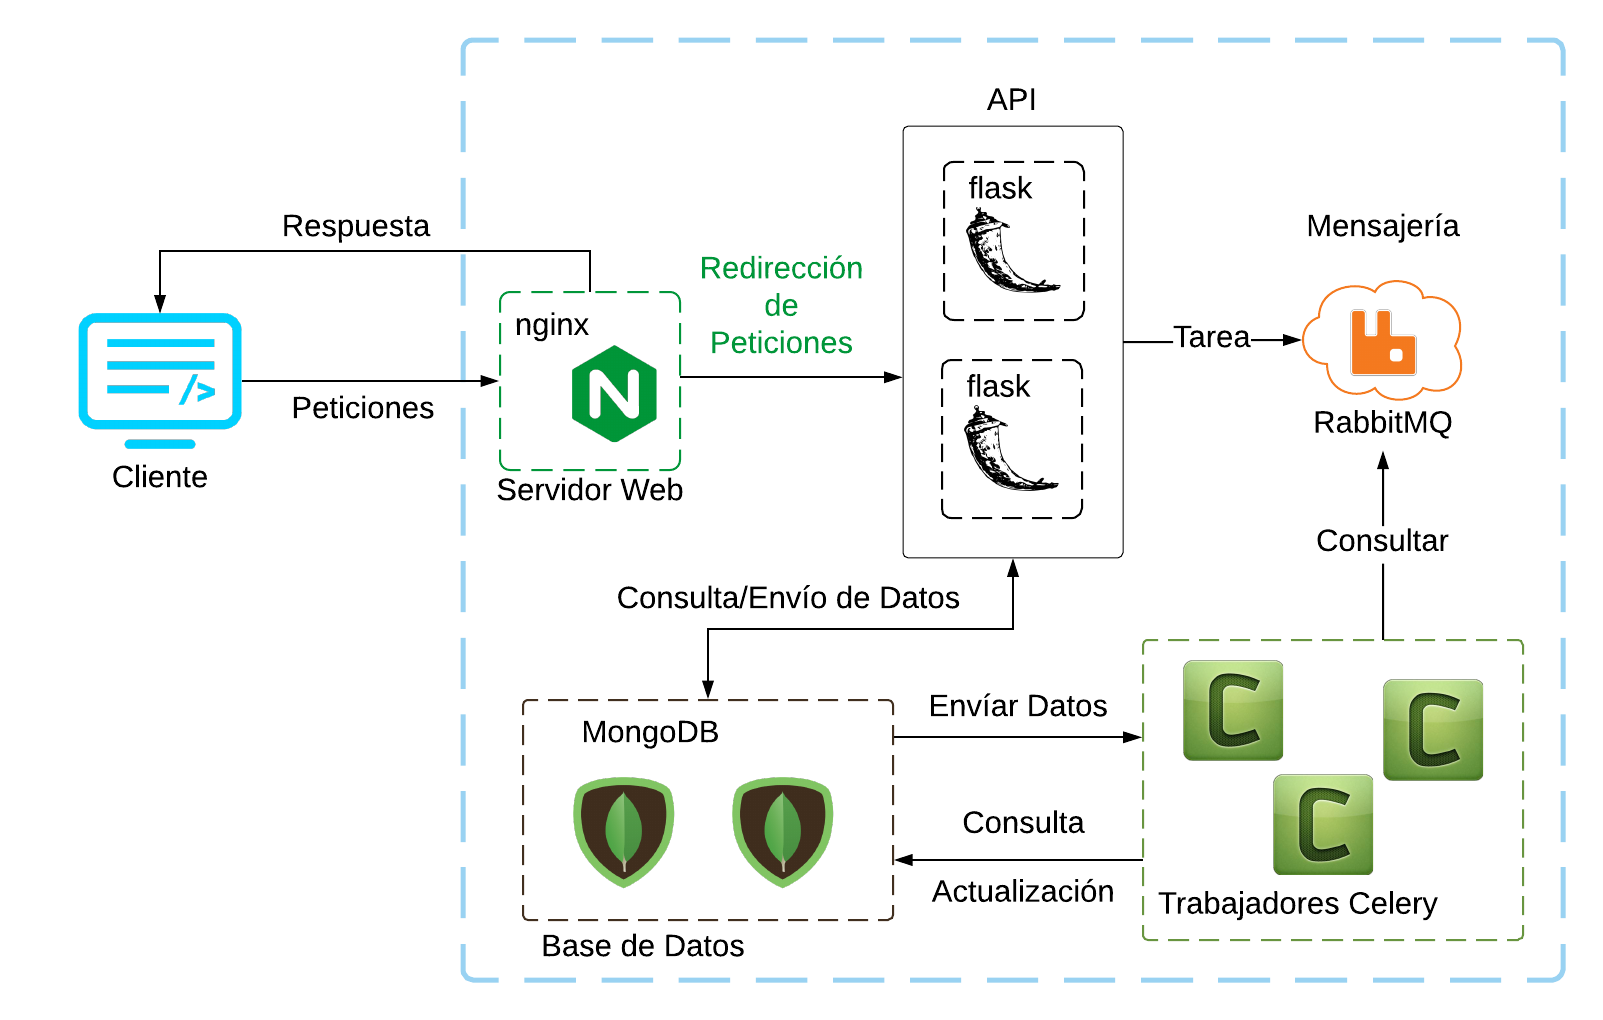 API
flask
Respuesta
Mensajería
Redirección
de
Peticiones
nginx
Tarea
flask
</>
Peticiones
RabbitMQ
Cliente
Servidor Web
Consultar
Consulta/Envío de Datos
Envíar Datos
MongoDB
Consulta
Actualización
Trabajadores Celery
Base de Datos